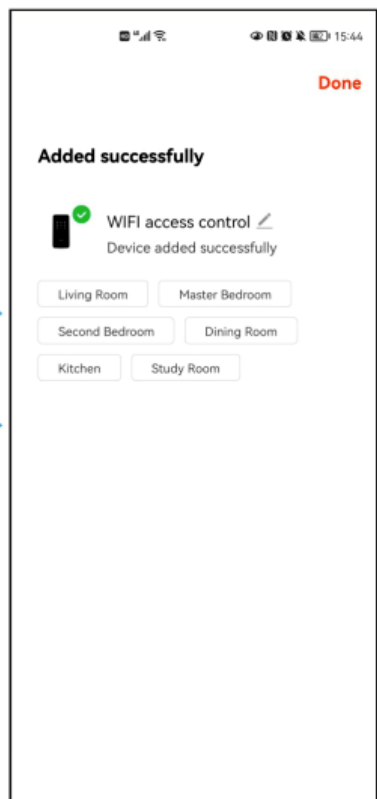 15:44
Done
Added successfully
WIFI access control
Device added successfully
Living Room Master Bedroom
Second Bedroom Dining Room
Kitchen Study Room